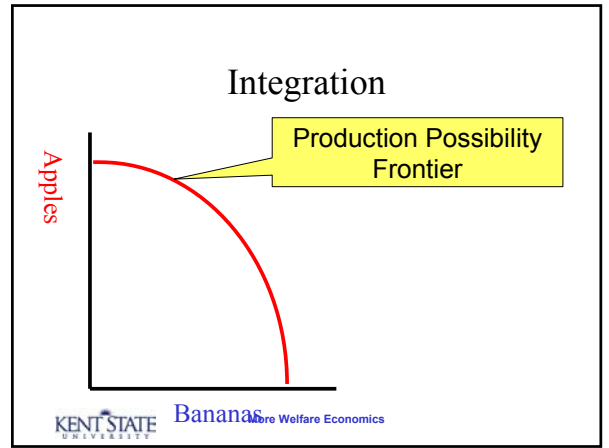 Integration
Production Possibility
Frontier
Apples
Bananas
More Welfare Economics
KENT STATE
UNIVERSITY